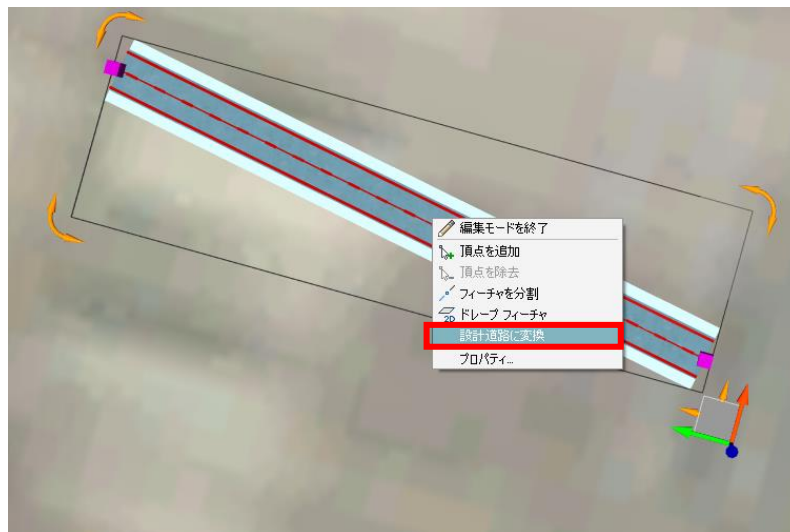 編集モードを終了
頂点を追加
頂点を除去
フィーチャを分割
2D
ドレープ フィーチャ
設計道路に変換
プロパティ...